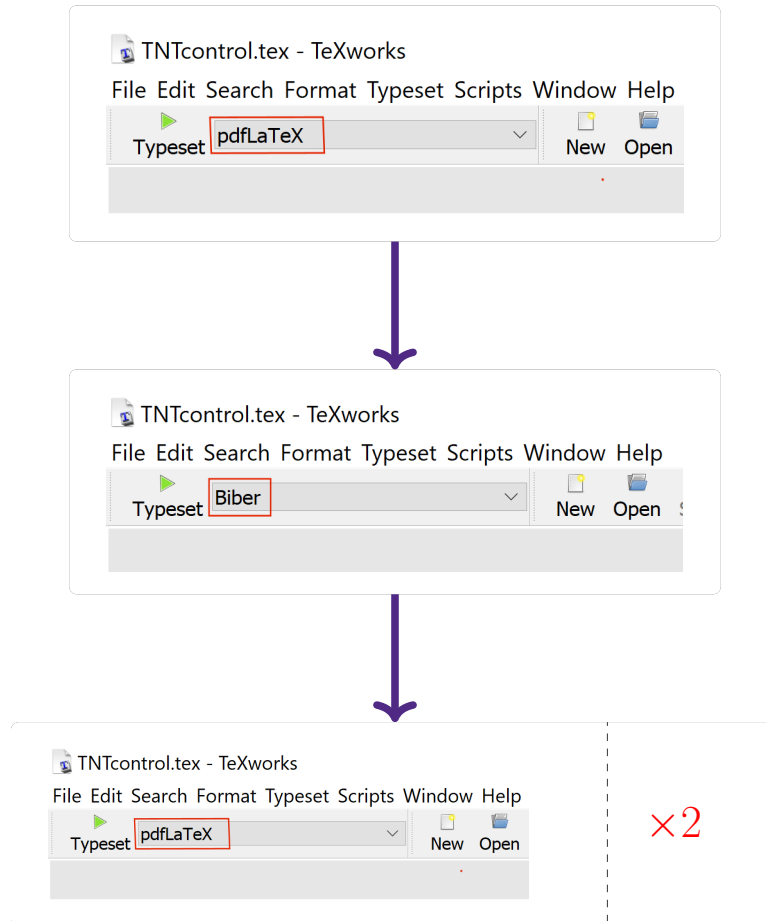 TNTcontrol.tex - TeXworks
File Edit Search Format Typeset Scripts Window Help
Typeset pdfLaTeX New Open
TNTcontrol.tex - TeXworks
File Edit Search Format Typeset Scripts Window Help
Typeset Biber New Open
TNTcontrol.tex - TeXworks
File Edit Search Format Typeset Scripts Window Help
Typeset pdfLaTeX New Open
×2